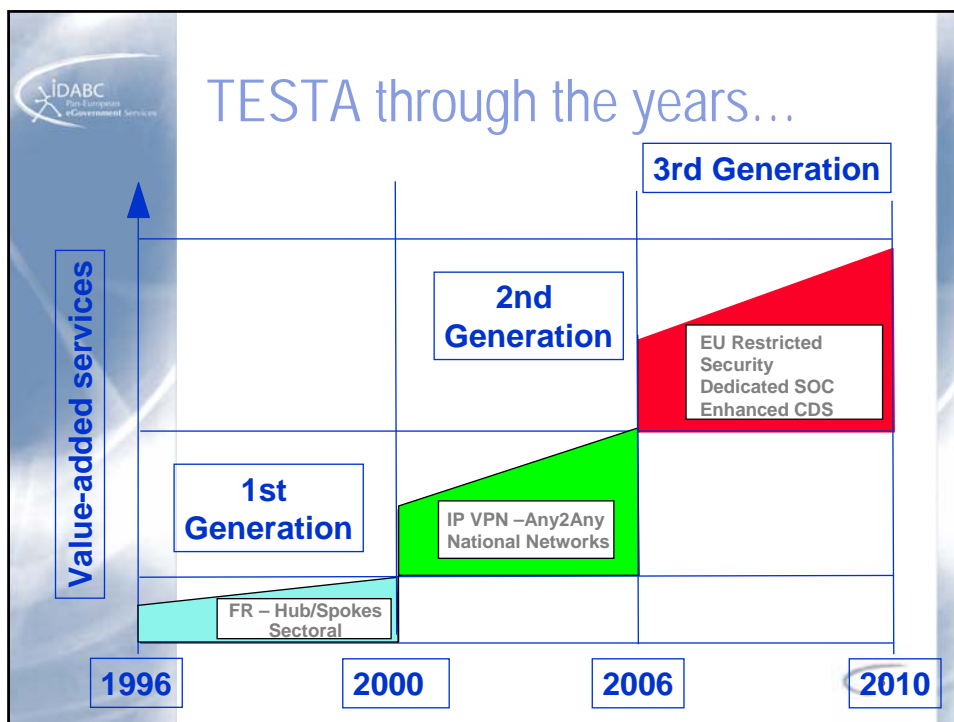 iDABC
Pan-European
eGovernment Services
TESTA through the years...
3rd Generation
Value-added services
2nd
Generation
EU Restricted
Security
Dedicated SOC
Enhanced CDS
1st
Generation
IP VPN –Any2Any
National Networks
FR – Hub/Spokes
Sectoral
1996
2000
2006
2010